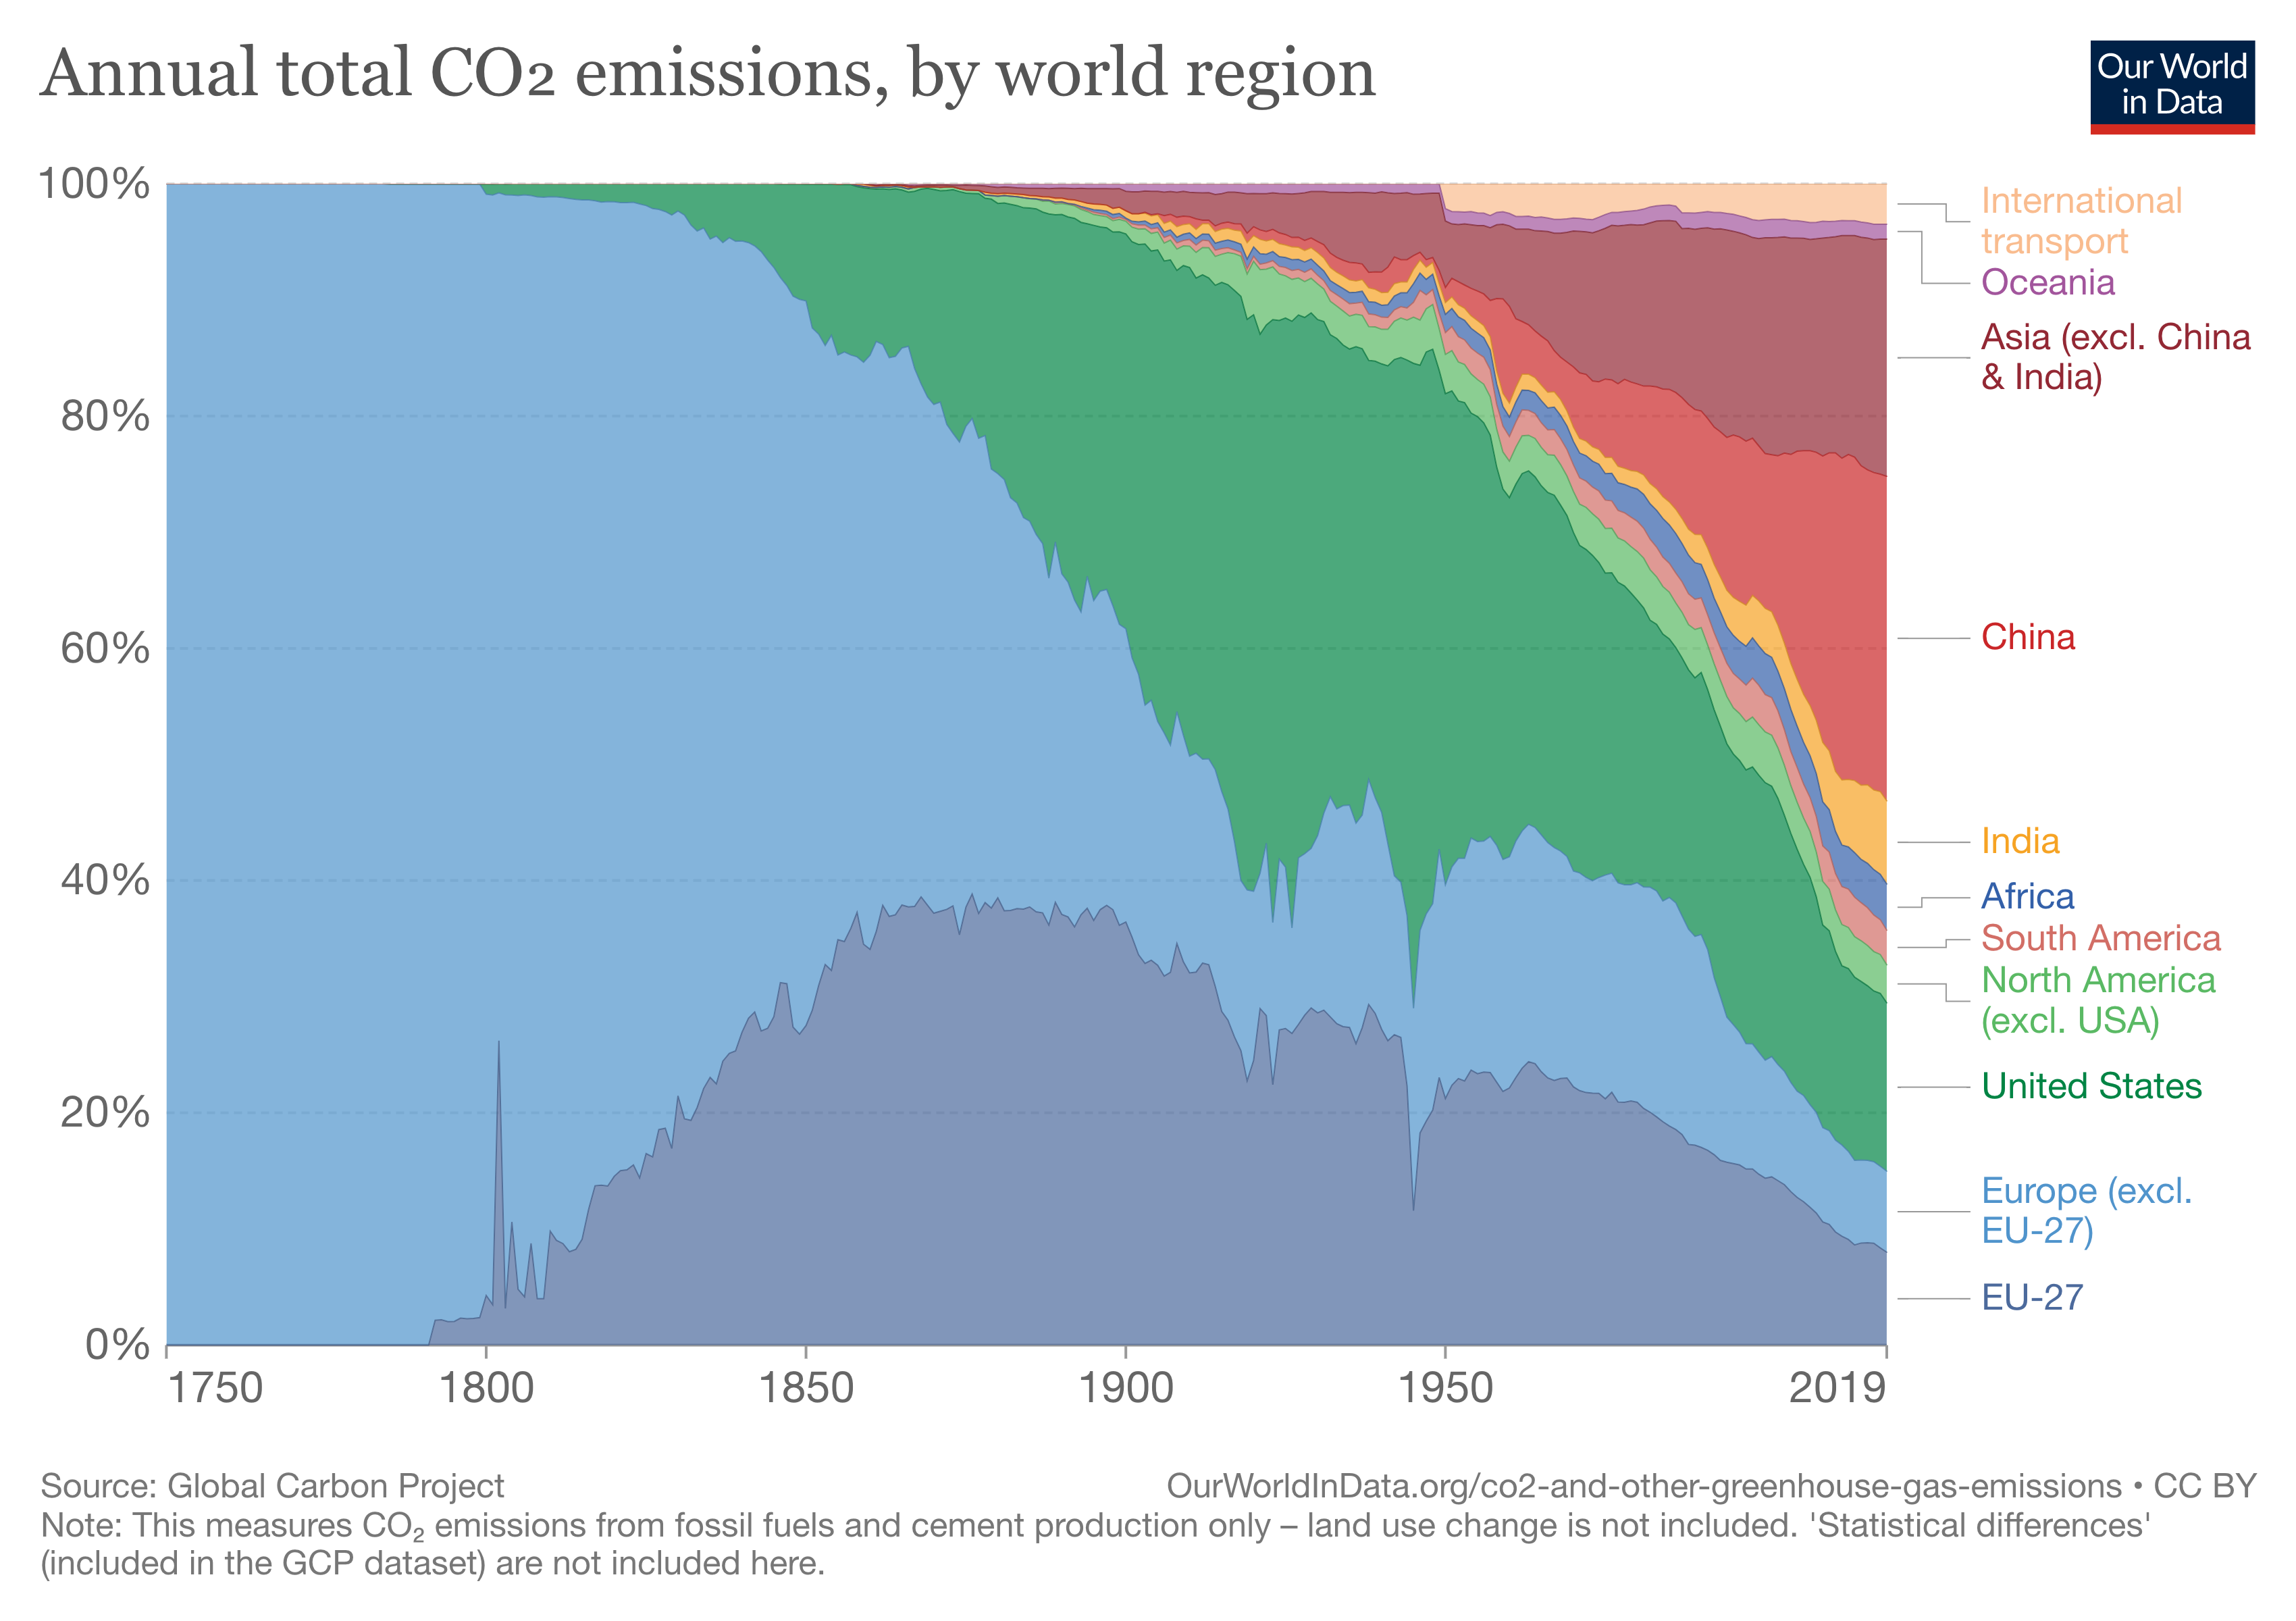 Annual total CO2 emissions, by world region
Our World
in Data
100%
80%
60%
40%
20%
0%
1750
1800
1850
1900
1950
2019
International
transport
Oceania
Asia (excl. China
& India)
China
India
Africa
South America
North America
(excl. USA)
United States
Europe (excl.
EU-27)
EU-27
Source: Global Carbon Project
OurWorldInData.org/co2-and-other-greenhouse-gas-emissions • CC BY
Note: This measures CO₂ emissions from fossil fuels and cement production only – land use change is not included. 'Statistical differences'
(included in the GCP dataset) are not included here.